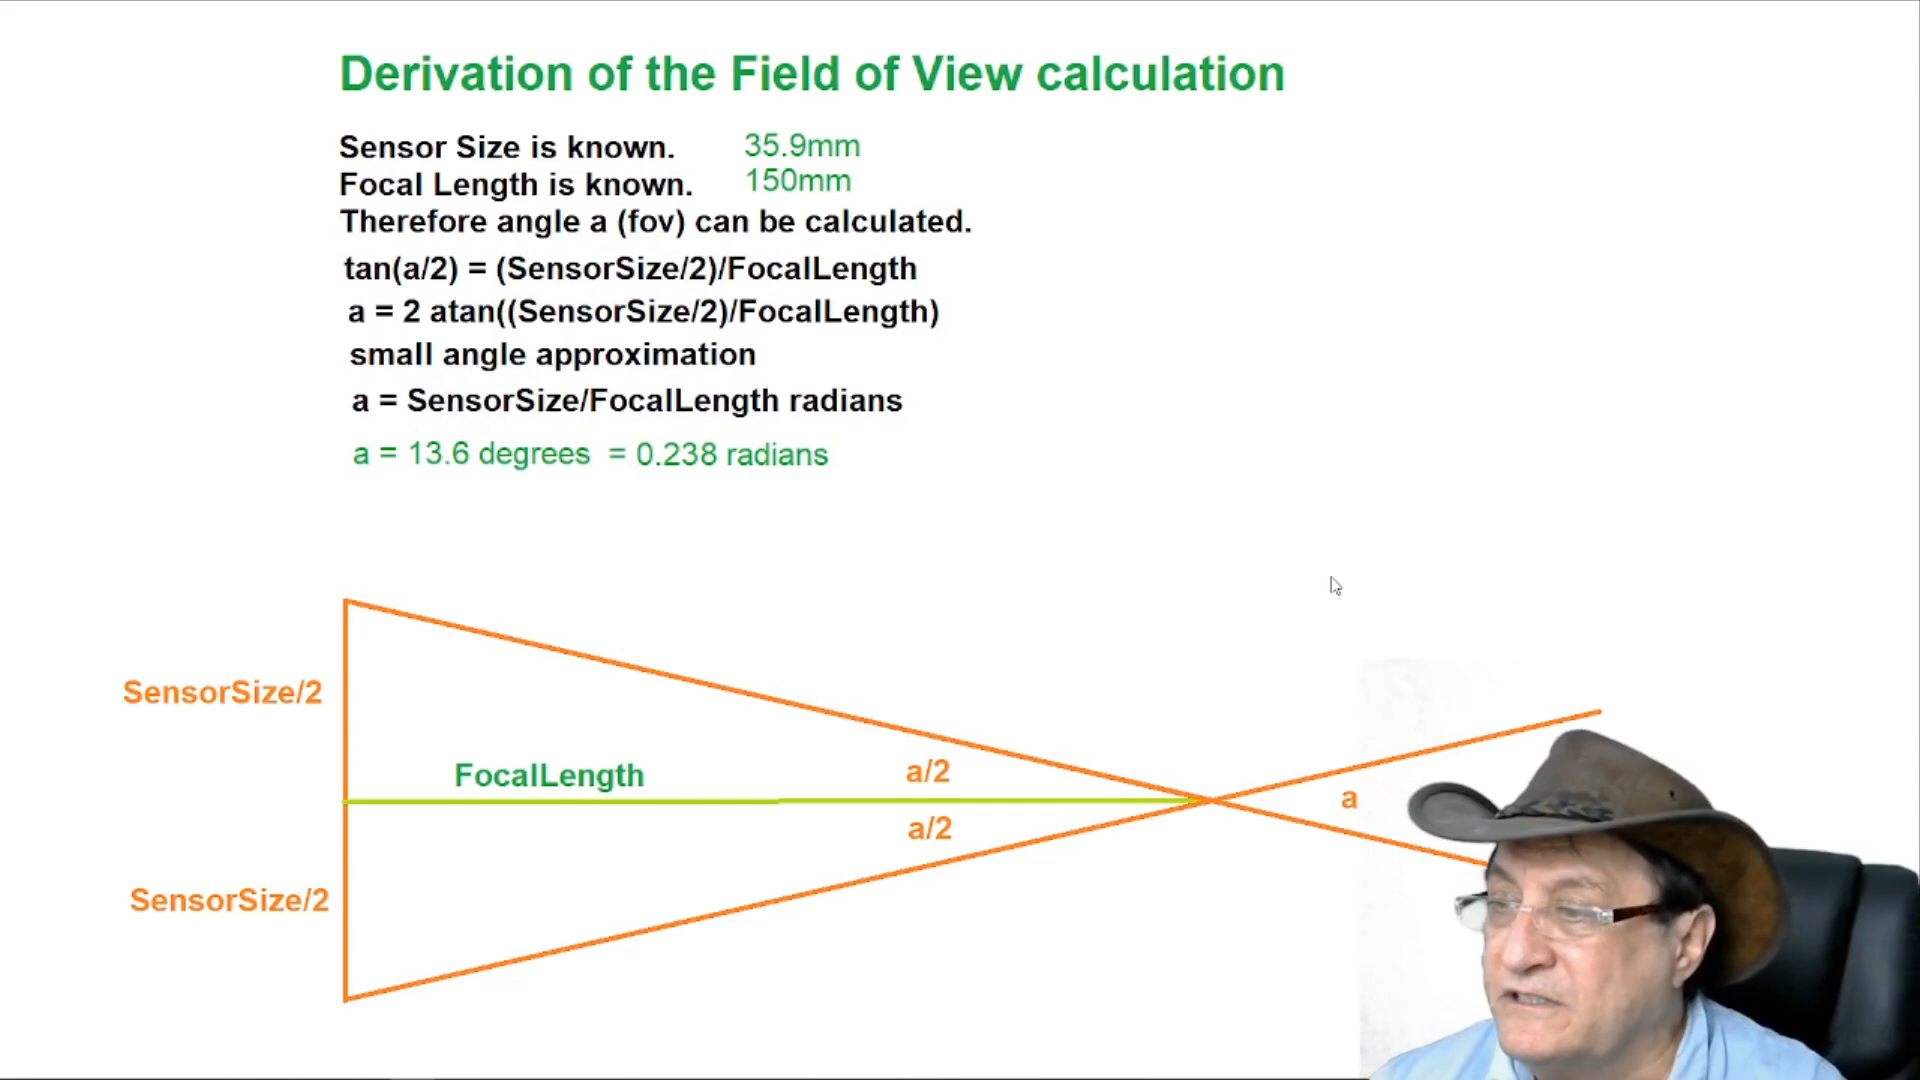 Derivation of the Field of View calculation
Sensor Size is known. 35.9mm
Focal Length is known. 150mm
Therefore angle a (fov) can be calculated.
tan(a/2) = (SensorSize/2)/FocalLength
a = 2 atan((SensorSize/2)/FocalLength)
small angle approximation
a = SensorSize/FocalLength radians
a = 13.6 degrees = 0.238 radians
SensorSize/2
FocalLength
a/2
a
a/2
SensorSize/2